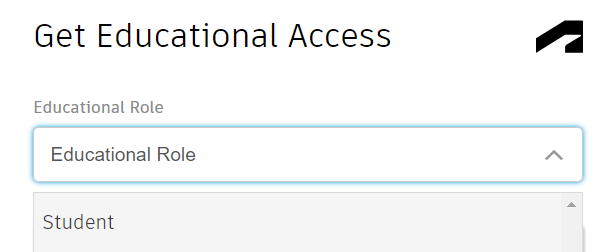 Get Educational Access
Educational Role
Educational Role
Student